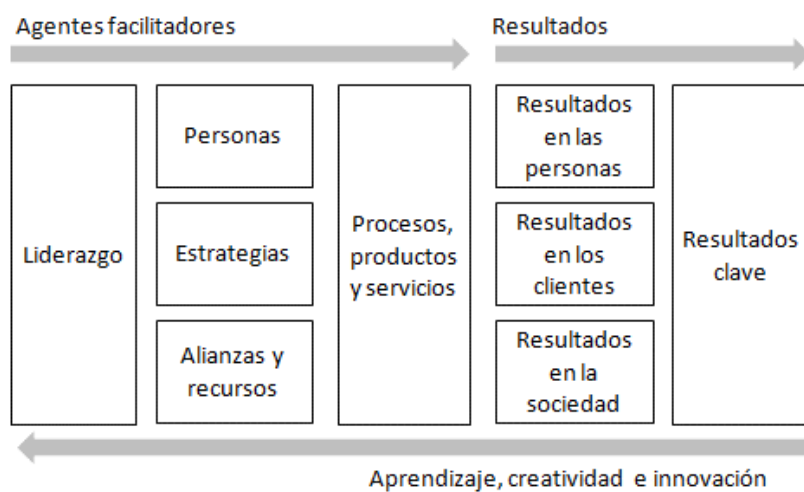 Agentes facilitadores
Resultados
Liderazgo
Personas
Estrategias
Alianzas y
recursos
Procesos,
productos
y servicios
Resultados
en las
personas
Resultados
en los
clientes
Resultados
en la
sociedad
Resultados
clave
Aprendizaje, creatividad e innovación